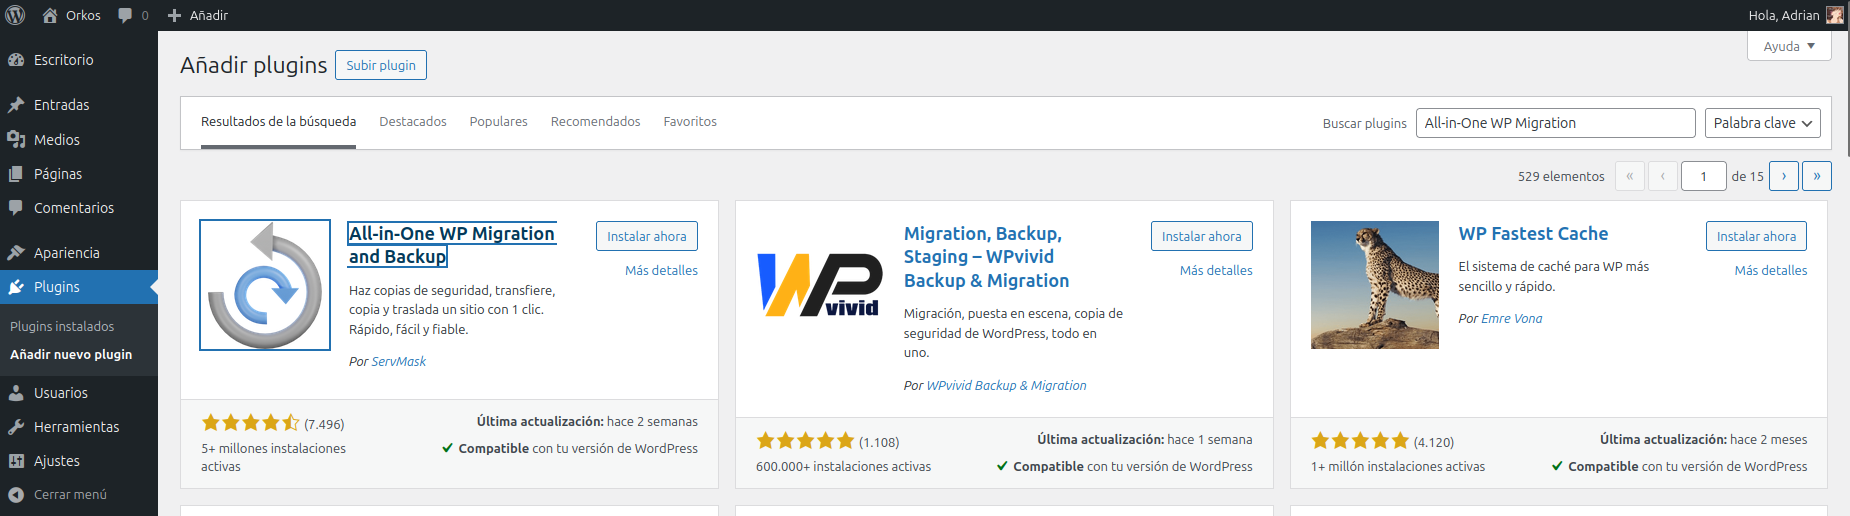 Orkos 0 Añadir Hola, Adrian
Ayuda
Escritorio
Entradas
Medios
Páginas
Comentarios
Apariencia
Plugins
Plugins instalados
Añadir nuevo plugin
Usuarios
Herramientas
Ajustes
Cerrar menú
Añadir plugins Subir plugin
Resultados de la búsqueda Destacados Populares Recomendados Favoritos Buscar plugins All-in-One WP Migration Palabra clave
529 elementos « ‹ 1 de 15 › »
All-in-One WP Migration
and Backup
Instalar ahora
Más detalles
Haz copias de seguridad, transfiere,
copia y traslada un sitio con 1 clic.
Rápido, fácil y fiable.
Por ServMask
(7.496)
5+ millones instalaciones
activas
Última actualización: hace 2 semanas
Compatible con tu versión de WordPress
WP
vivid
Migration, Backup,
Staging – WPvivid
Backup & Migration
Instalar ahora
Más detalles
Migración, puesta en escena, copia de
seguridad de WordPress, todo en
uno.
Por WPvivid Backup & Migration
(1.108)
600.000+ instalaciones activas
Última actualización: hace 1 semana
Compatible con tu versión de WordPress
WP Fastest Cache
Instalar ahora
Más detalles
El sistema de caché para WP más
sencillo y rápido.
Por Emre Vona
(4.120)
1+ millón instalaciones activas
Última actualización: hace 2 meses
Compatible con tu versión de WordPress